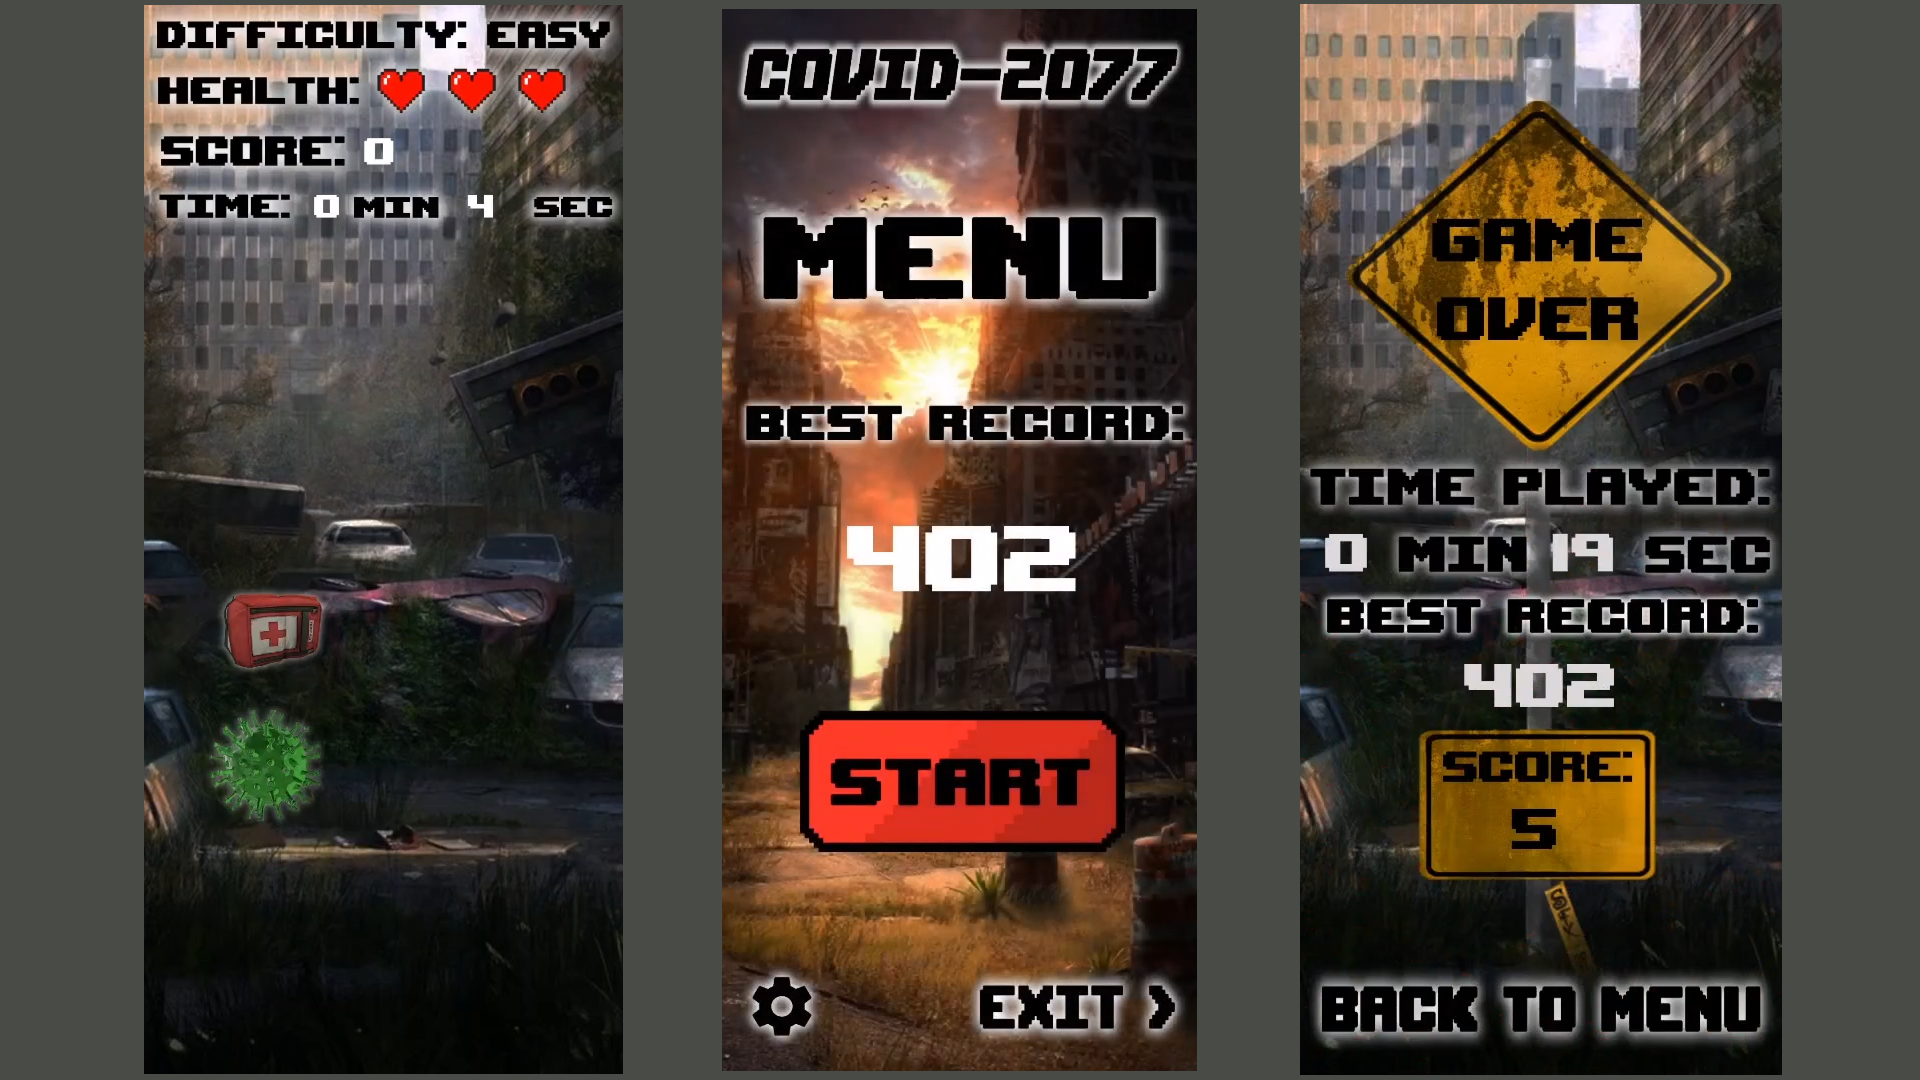 DIFFICULTY: EASY
HEALTH:
SCORE: 0
TIME: 0 MIN 4 SEC
COVID-2077
MENU
BEST RECORD:
402
START
EXIT ❯
GAME
OVER
TIME PLAYED:
0 MIN 19 SEC
BEST RECORD:
402
SCORE:
5
BACK TO MENU